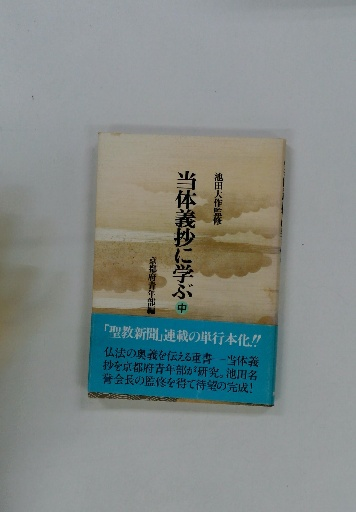 池田大作監修
当体義抄に学ぶ 中
京都府青年部編
「聖教新聞」連載の単行本化!!
仏法の奥義を伝える重書―当体義
抄を京都府青年部が研究。池田名
誉会長の監修を得て待望の完成!